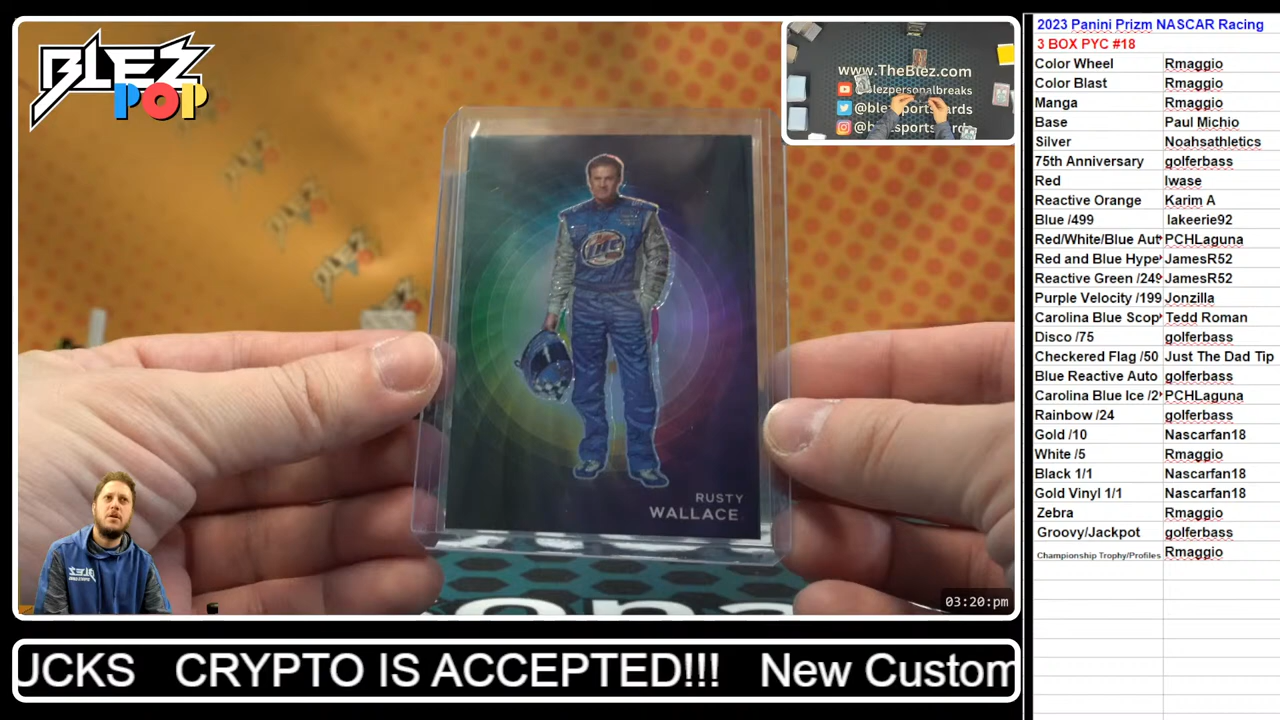 BLEZ
POP
www.TheBlez.com
RUSTY
WALLACE
03:20:pm
CRYPTO IS ACCEPTED!!! New Custom
2023 Panini Prizm NASCAR Racing
3 BOX PYC #18
Color Wheel Rmaggio
Color Blast Rmaggio
Manga Rmaggio
Base Paul Michio
Silver Noahsathletics
75th Anniversary golferbass
Red Iwase
Reactive Orange Karim A
Blue /499 lakeerie92
Red/White/Blue Aut PCHLaguna
Red and Blue Hype JamesR52
Reactive Green /249 JamesR52
Purple Velocity /199 Jonzilla
Carolina Blue Scop Tedd Roman
Disco /75 golferbass
Checkered Flag /50 Just The Dad Tip
Blue Reactive Auto golferbass
Carolina Blue Ice /2 PCHLaguna
Rainbow /24 golferbass
Gold /10 Nascarfan18
White /5 Rmaggio
Black 1/1 Nascarfan18
Gold Vinyl 1/1 Nascarfan18
Zebra Rmaggio
Groovy/Jackpot golferbass
Championship Trophy/Profiles Rmaggio